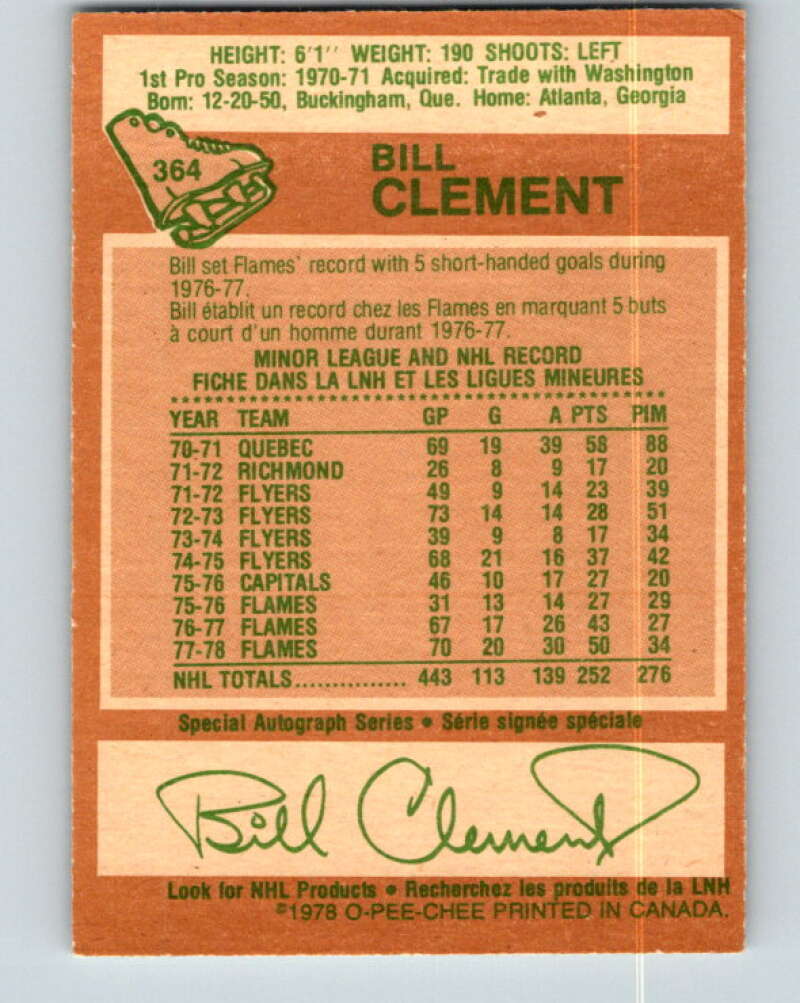 HEIGHT: 6'1'' WEIGHT: 190 SHOOTS: LEFT
1st Pro Season: 1970-71 Acquired: Trade with Washington
Born: 12-20-50, Buckingham, Que. Home: Atlanta, Georgia
364
BILL
CLEMENT
Bill set Flames' record with 5 short-handed goals during
1976-77.
Bill établit un record chez les Flames en marquant 5 buts
à court d'un homme durant 1976-77.
MINOR LEAGUE AND NHL RECORD
FICHE DANS LA LNH ET LES LIGUES MINEURES
YEAR TEAM GP G A PTS PIM
70-71 QUEBEC 69 19 39 58 88
71-72 RICHMOND 26 8 9 17 20
71-72 FLYERS 49 9 14 23 39
72-73 FLYERS 73 14 14 28 51
73-74 FLYERS 39 9 8 17 34
74-75 FLYERS 68 21 16 37 42
75-76 CAPITALS 46 10 17 27 20
75-76 FLAMES 31 13 14 27 29
76-77 FLAMES 67 17 26 43 27
77-78 FLAMES 70 20 30 50 34
NHL TOTALS............... 443 113 139 252 276
Special Autograph Series • Série signée spéciale
Bill Clement
Look for NHL Products • Recherchez les produits de la LNH
©1978 O-PEE-CHEE PRINTED IN CANADA.